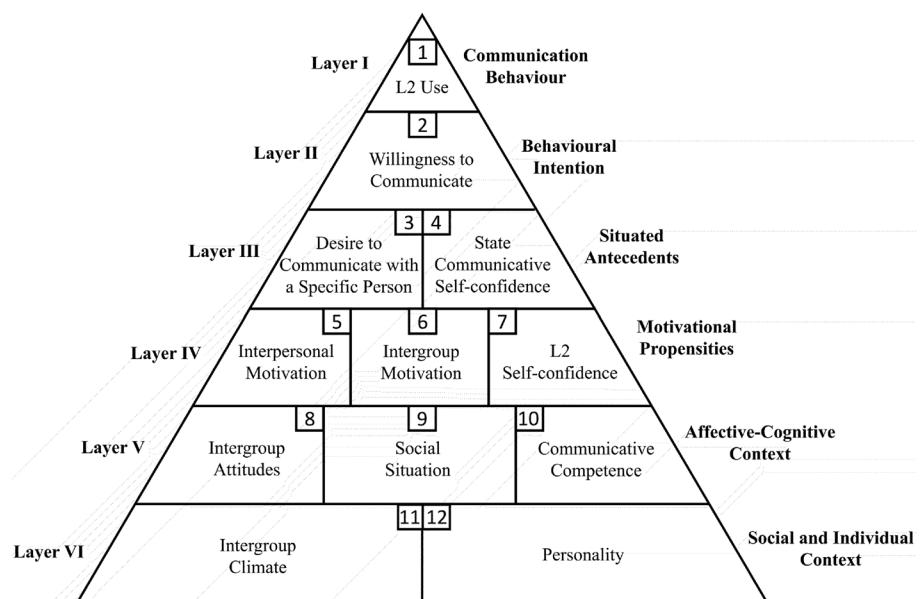 1
Layer I
Communication
Behaviour
L2 Use
2
Layer II
Behavioural
Intention
Willingness to
Communicate
3 4
Layer III
Situated
Antecedents
Desire to
Communicate with
a Specific Person
State
Communicative
Self-confidence
5 6 7
Layer IV
Motivational
Propensities
Interpersonal
Motivation
Intergroup
Motivation
L2
Self-confidence
8 9 10
Layer V
Affective-Cognitive
Context
Intergroup
Attitudes
Social
Situation
Communicative
Competence
11 12
Layer VI
Social and Individual
Context
Intergroup
Climate
Personality